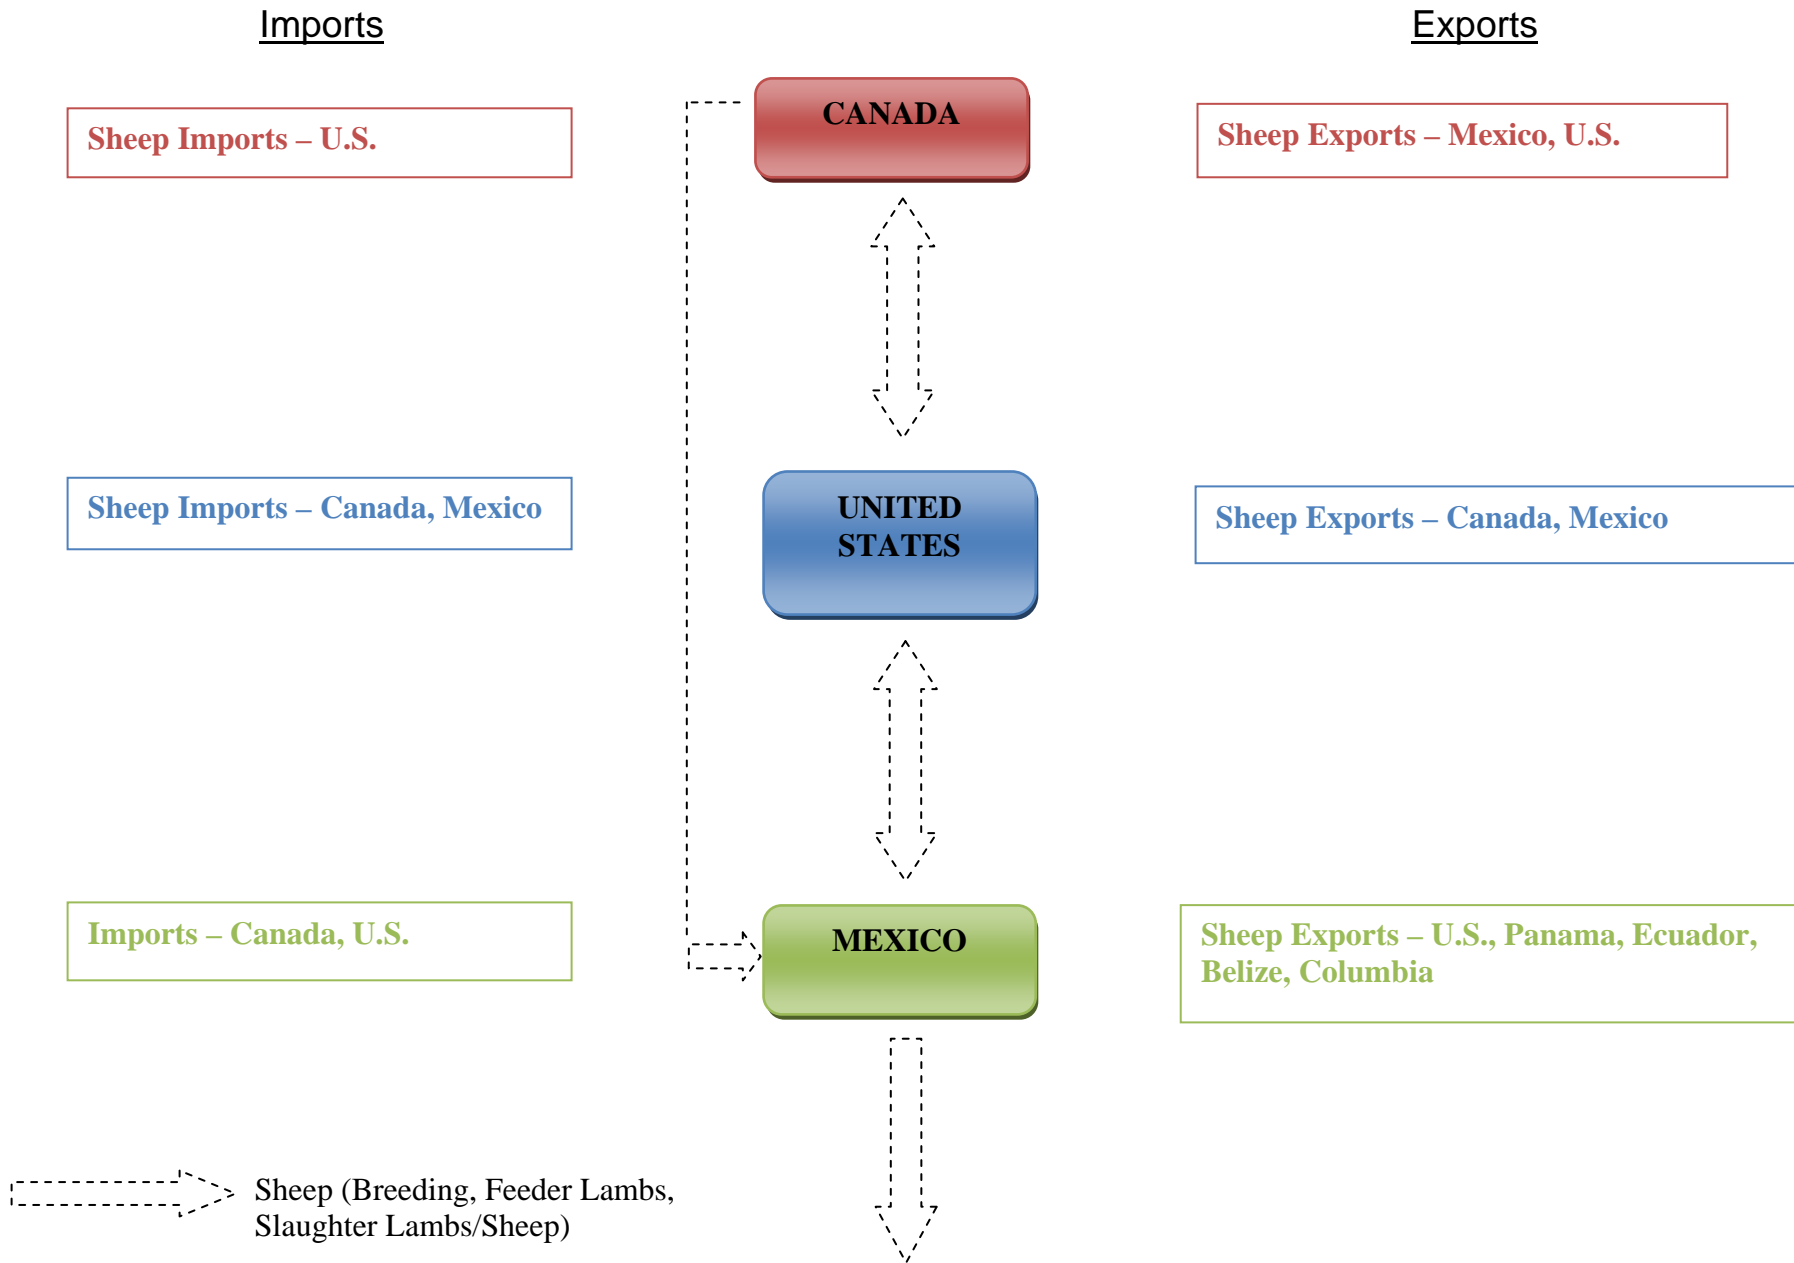 Imports
Exports
CANADA
Sheep Imports – U.S.
Sheep Exports – Mexico, U.S.
Sheep Imports – Canada, Mexico
UNITED
STATES
Sheep Exports – Canada, Mexico
Imports – Canada, U.S.
MEXICO
Sheep Exports – U.S., Panama, Ecuador,
Belize, Columbia
Sheep (Breeding, Feeder Lambs,
Slaughter Lambs/Sheep)